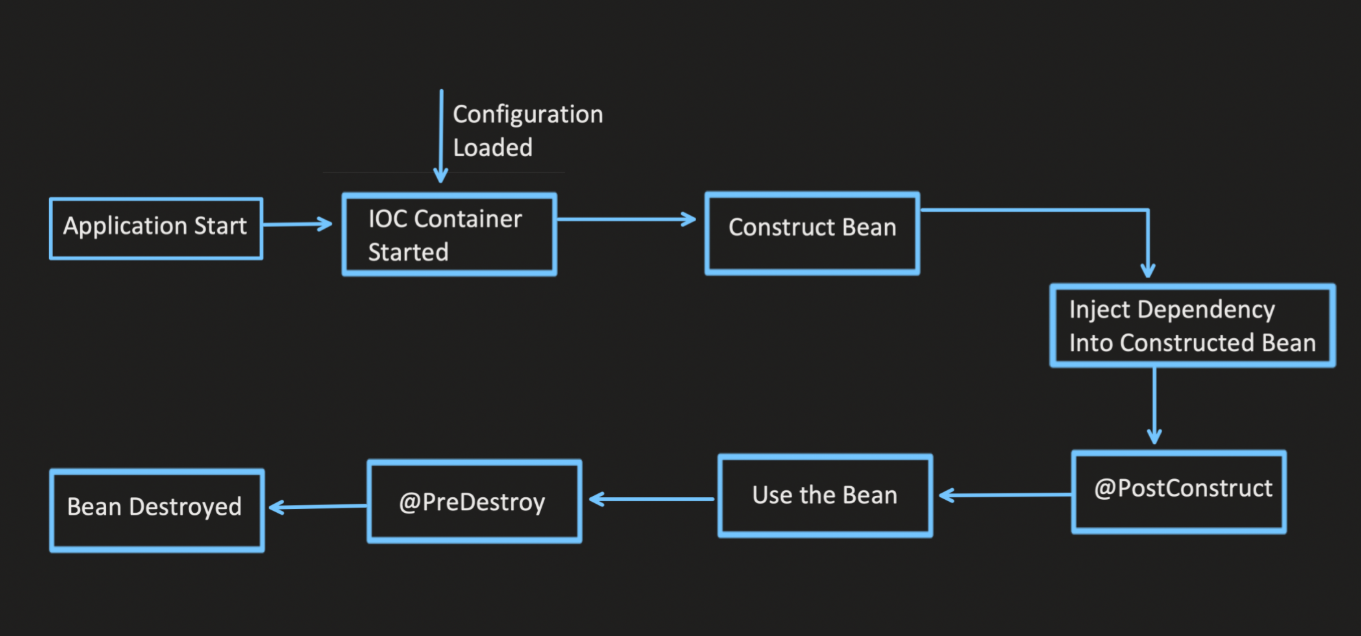 Configuration
Loaded
Application Start
IOC Container
Started
Construct Bean
Inject Dependency
Into Constructed Bean
@PostConstruct
Use the Bean
@PreDestroy
Bean Destroyed